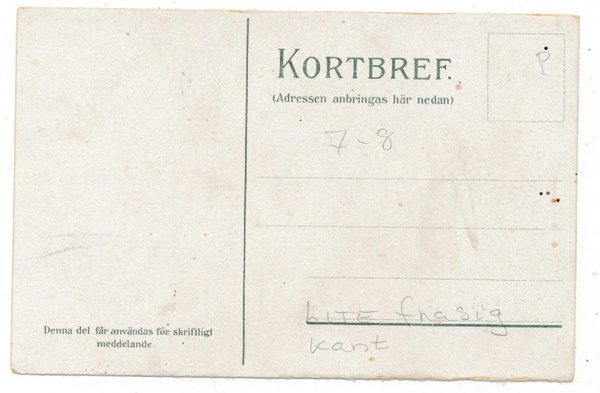 KORTBREF.
(Adressen anbringas här nedan)
P
7-8
LITE fnasig
kant
Denna del får användas för skriftligt
meddelande.